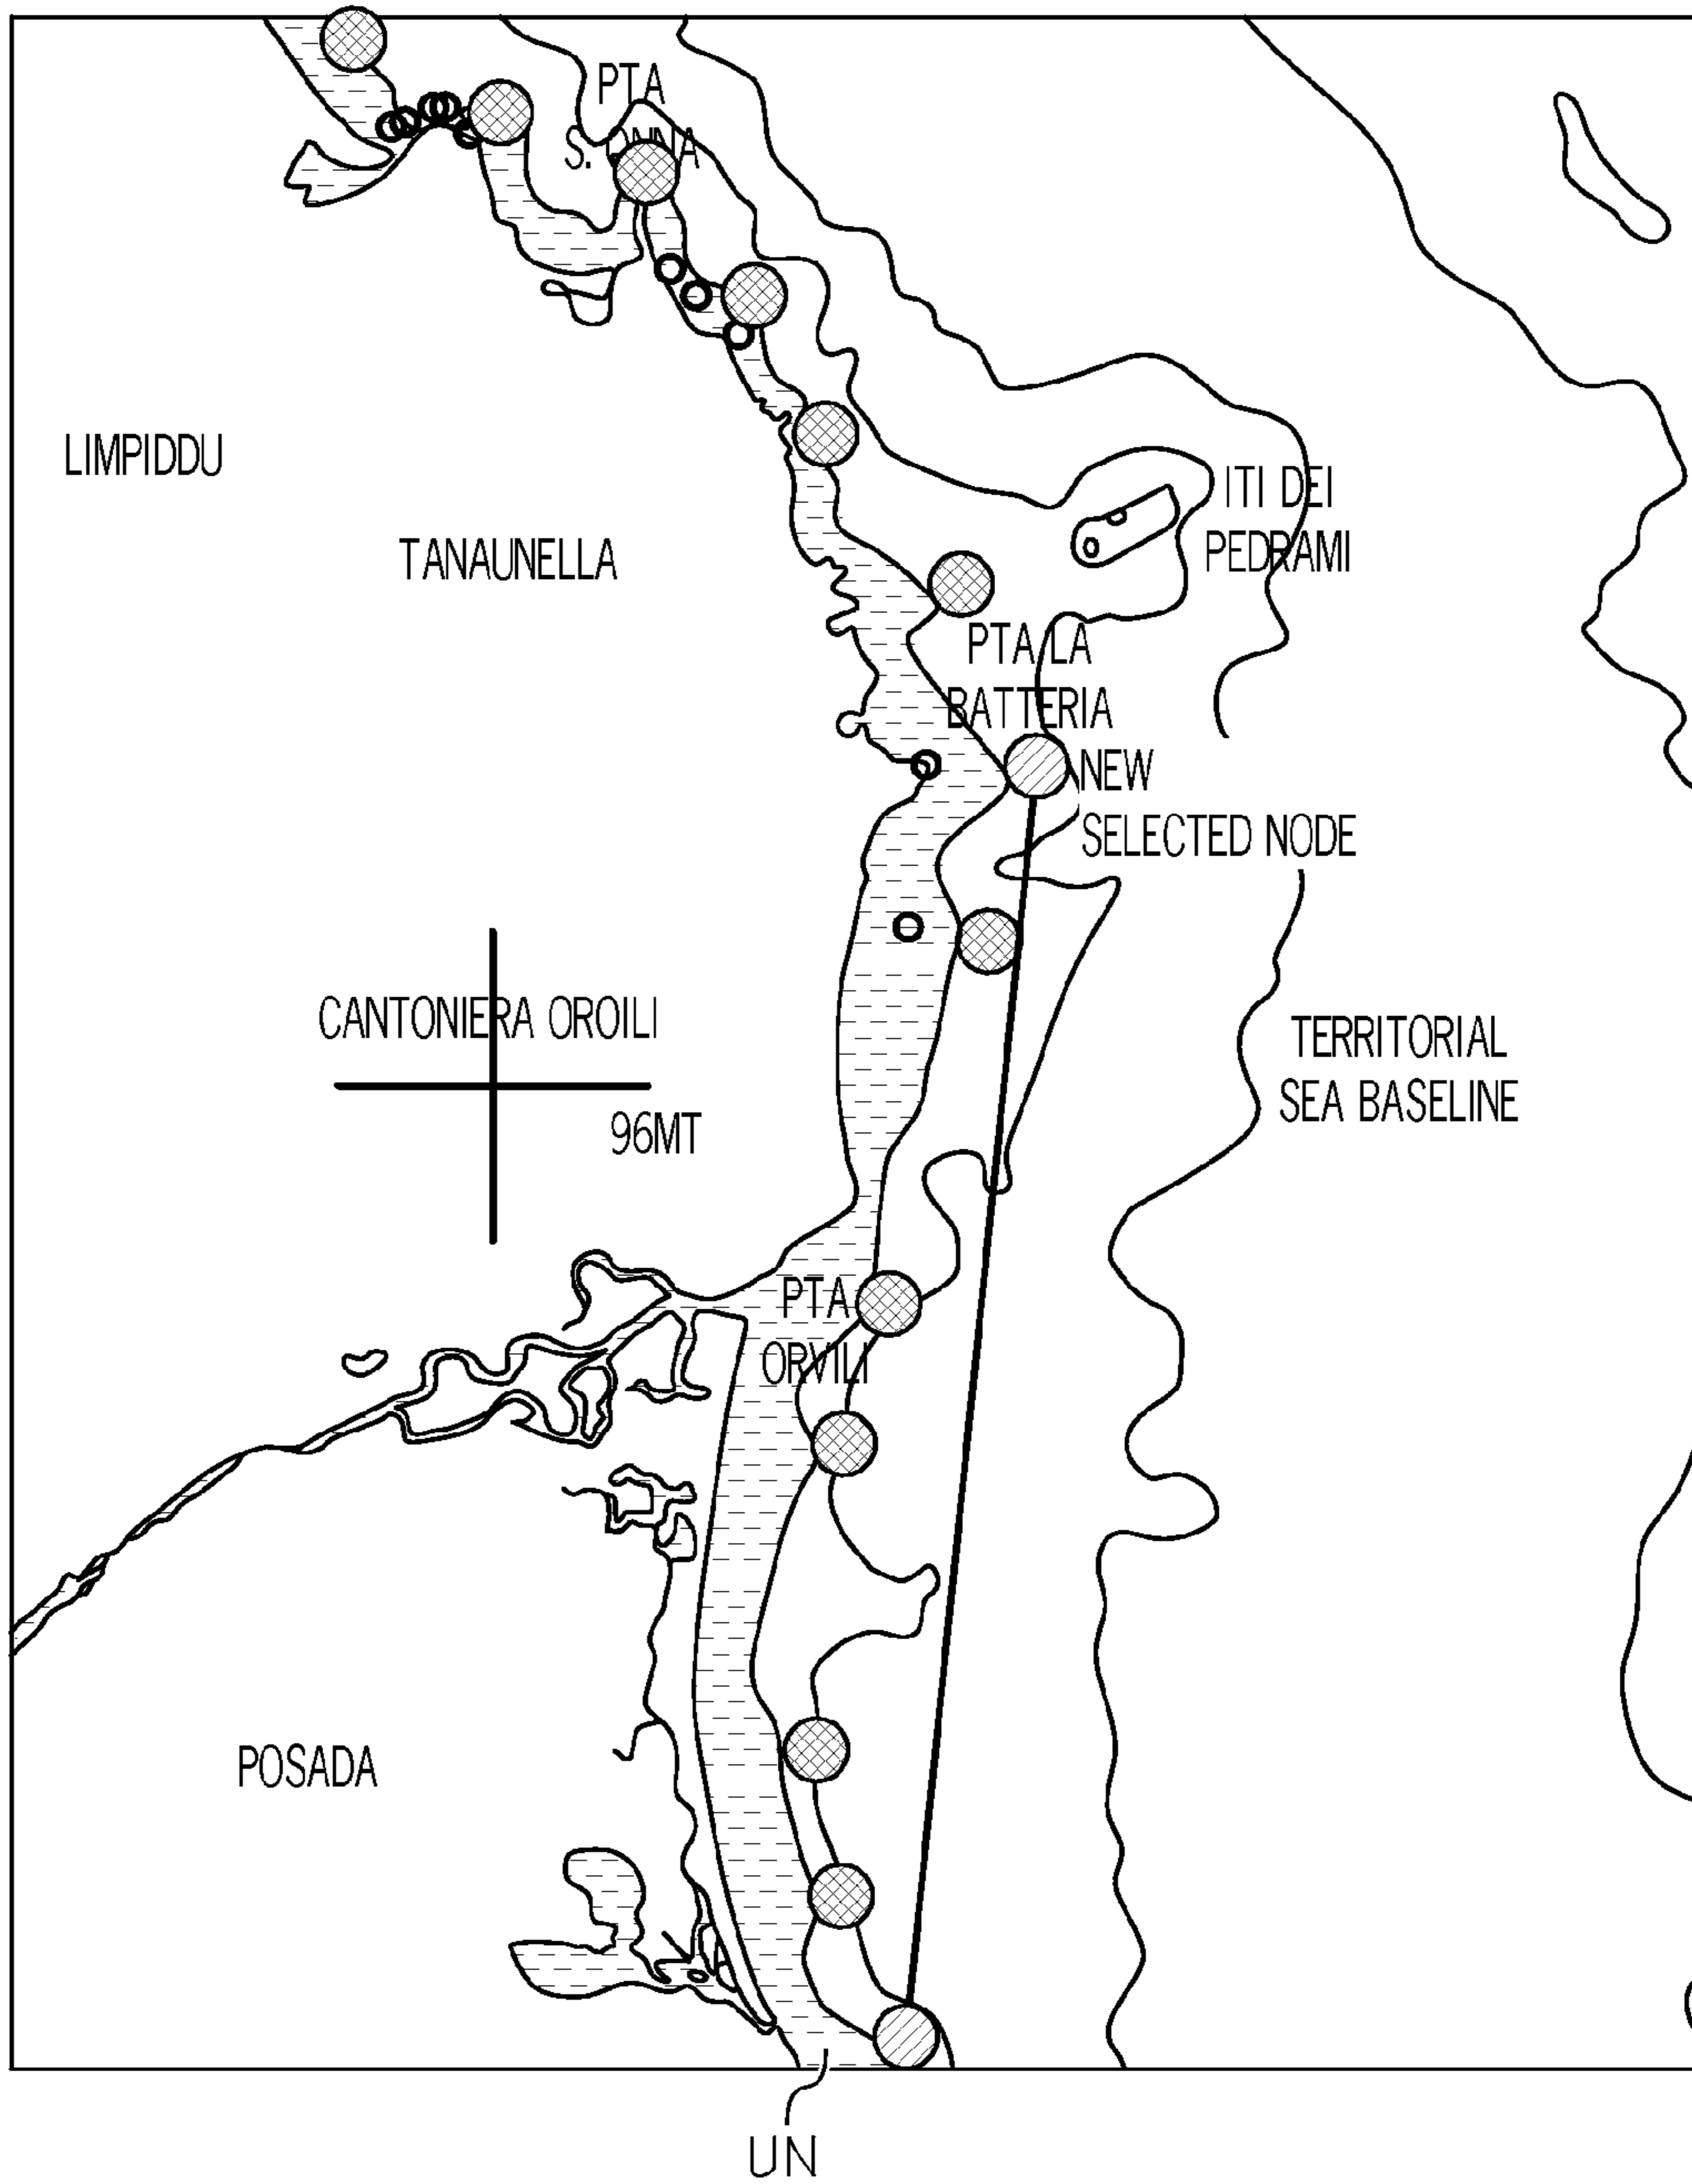 PTA
LIMPIDDU
TANAUNELLA
ITI DEI
PEDRAMI
PTA LA
BATTERIA
NEW
SELECTED NODE
CANTONIERA OROILI
96MT
TERRITORIAL
SEA BASELINE
PTA
ORVILI
POSADA
UN